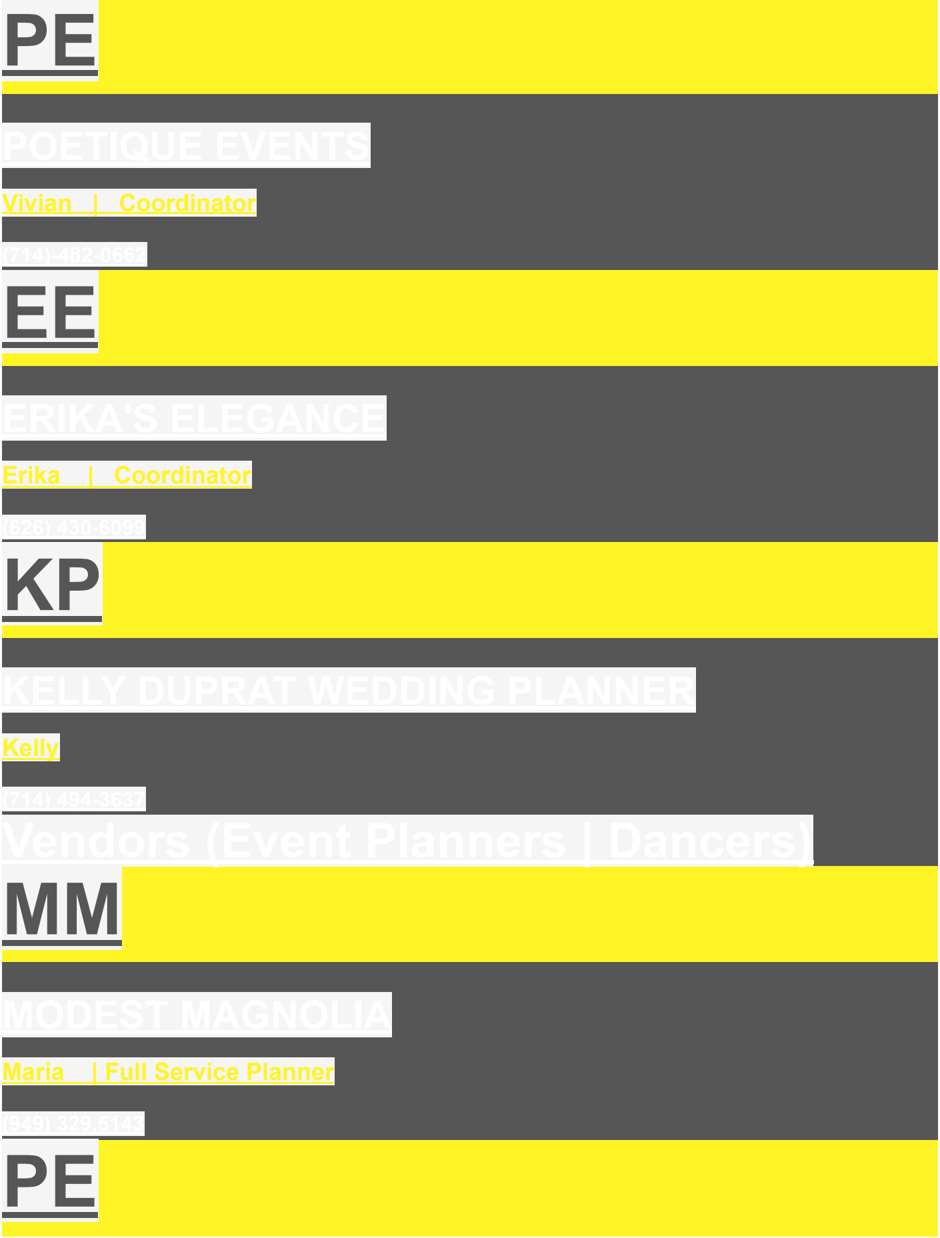 PE
POETIQUE EVENTS
Vivian | Coordinator
(714)-482-0662
EE
ERIKA'S ELEGANCE
Erika | Coordinator
(626) 430-6099
KP
KELLY DUPRAT WEDDING PLANNER
Kelly
(714) 494-3637
Vendors (Event Planners | Dancers)
MM
MODEST MAGNOLIA
Maria | Full Service Planner
(949) 329.5143
PE